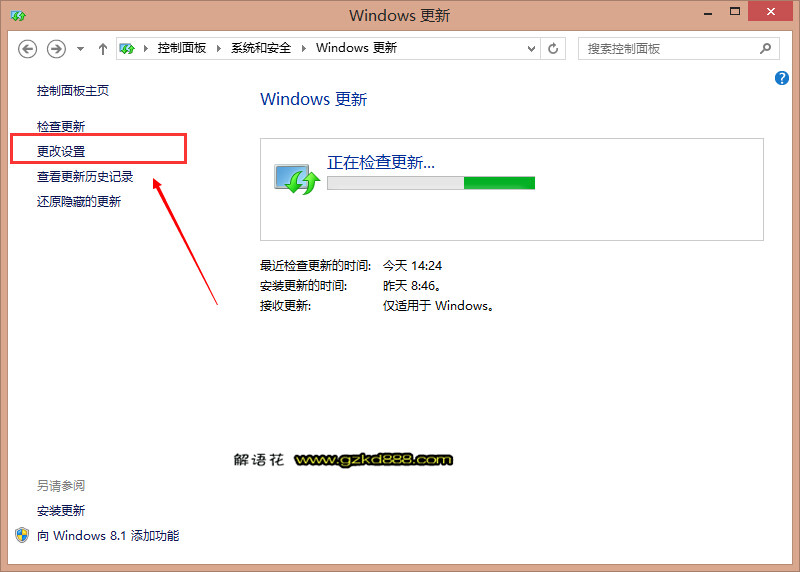 Windows 更新
控制面板 系统和安全 Windows 更新
搜索控制面板
控制面板主页
检查更新
更改设置
查看更新历史记录
还原隐藏的更新
Windows 更新
正在检查更新...
最近检查更新的时间: 今天 14:24
安装更新的时间: 昨天 8:46。
接收更新: 仅适用于 Windows。
解语花 www.gzkd888.com
另请参阅
安装更新
向 Windows 8.1 添加功能